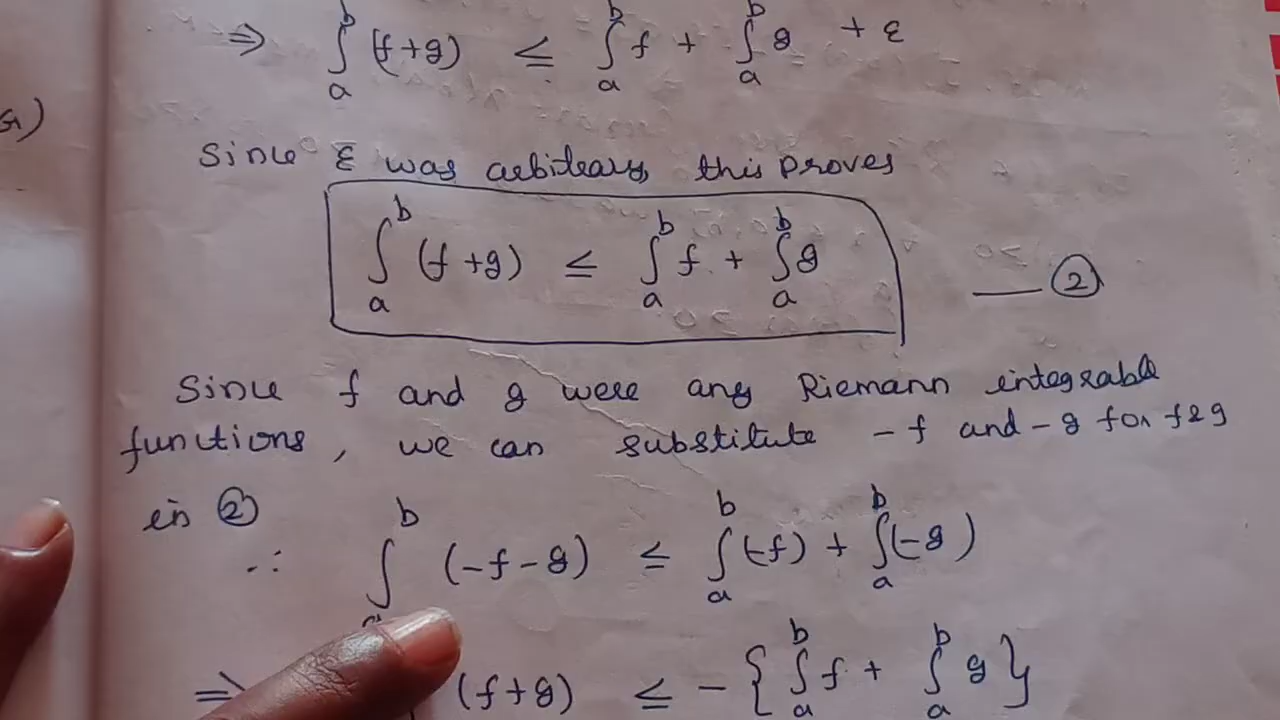 ⇒ ∫_a^b (f+g) ≤ ∫_a^b f + ∫_a^b g + ε
Since ε was arbitrary this proves
∫_a^b (f+g) ≤ ∫_a^b f + ∫_a^b g — ②
Since f and g were any Riemann integrable
functions, we can substitute -f and -g for f & g
in ②
∴ ∫_a^b (-f-g) ≤ ∫_a^b (-f) + ∫_a^b (-g)
⇒ (f+g) ≤ - { ∫_a^b f + ∫_a^b g }